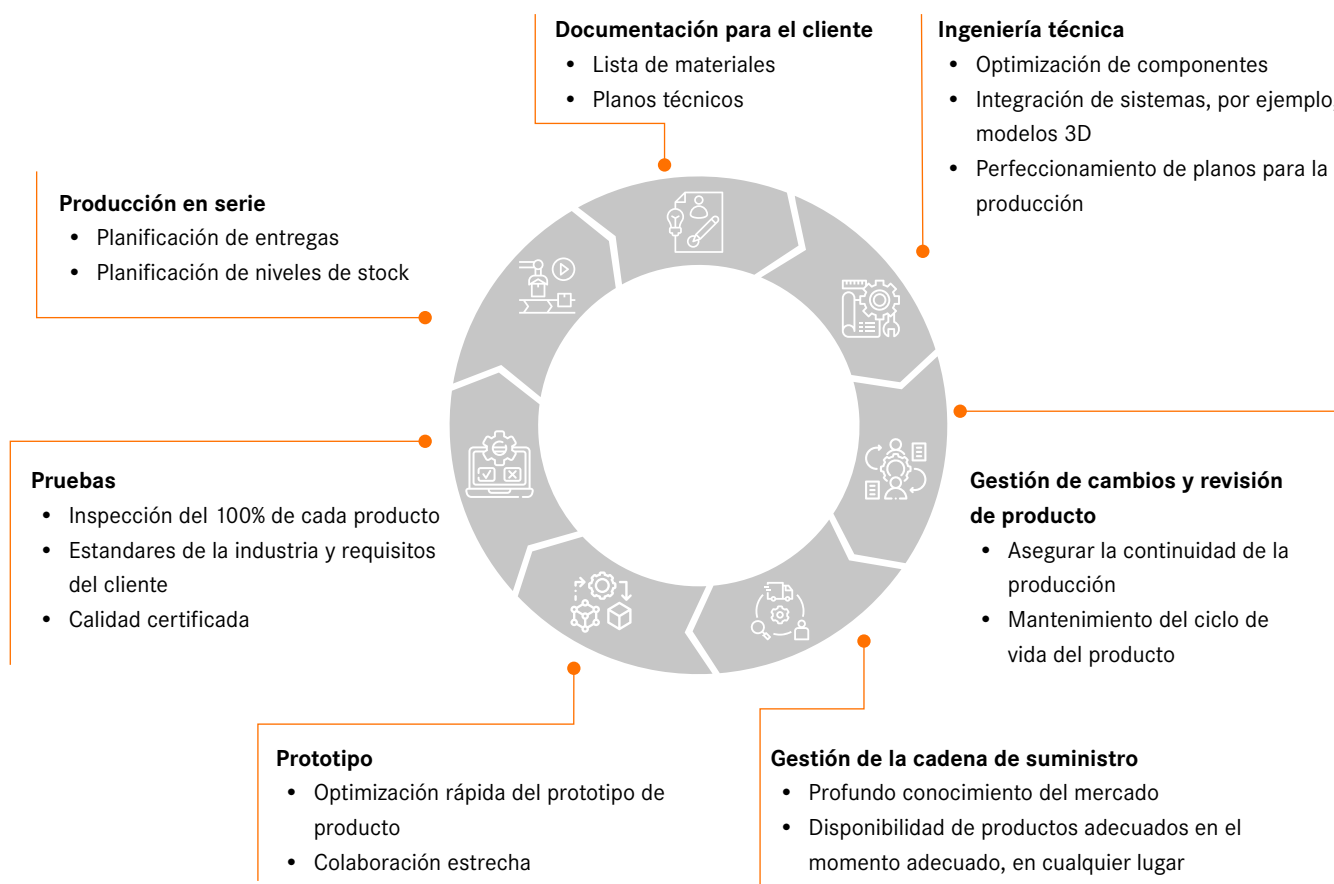 Documentación para el cliente
• Lista de materiales
• Planos técnicos
Ingeniería técnica
• Optimización de componentes
• Integración de sistemas, por ejemplo,
modelos 3D
• Perfeccionamiento de planos para la
producción
Producción en serie
• Planificación de entregas
• Planificación de niveles de stock
Pruebas
• Inspección del 100% de cada producto
• Estandares de la industria y requisitos
del cliente
• Calidad certificada
Gestión de cambios y revisión
de producto
• Asegurar la continuidad de la
producción
• Mantenimiento del ciclo de
vida del producto
Prototipo
• Optimización rápida del prototipo de
producto
• Colaboración estrecha
Gestión de la cadena de suministro
• Profundo conocimiento del mercado
• Disponibilidad de productos adecuados en el
momento adecuado, en cualquier lugar